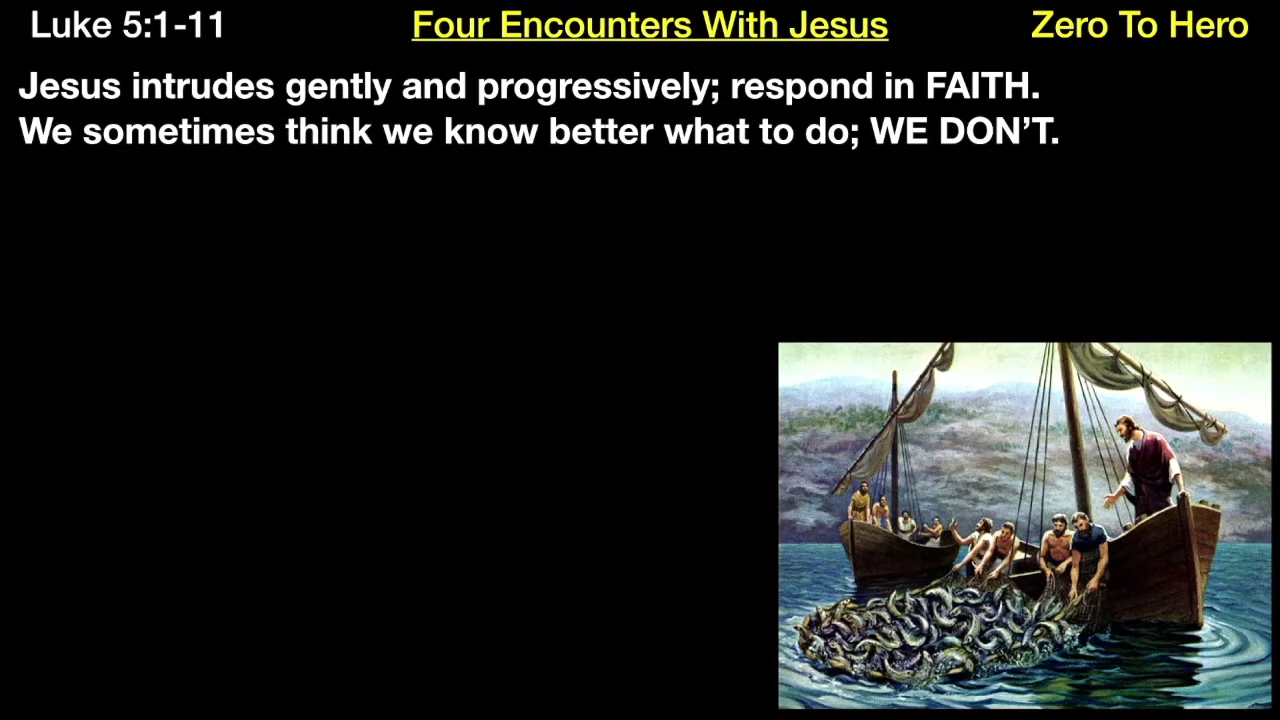 Luke 5:1-11 Four Encounters With Jesus Zero To Hero
Jesus intrudes gently and progressively; respond in FAITH.
We sometimes think we know better what to do; WE DON’T.